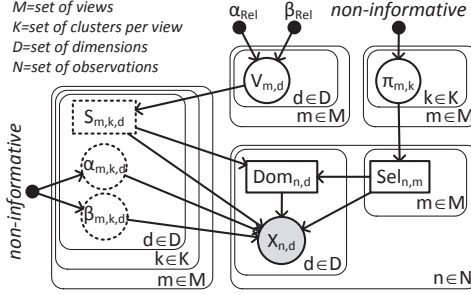 M=set of views
K=set of clusters per view
D=set of dimensions
N=set of observations
α_Rel β_Rel non-informative
V_m,d π_m,k
d∈D k∈K
m∈M m∈M
S_m,k,d
α_m,k,d
β_m,k,d
d∈D
k∈K
m∈M
non-informative
Dom_n,d Sel_n,m
m∈M
X_n,d
d∈D
n∈N